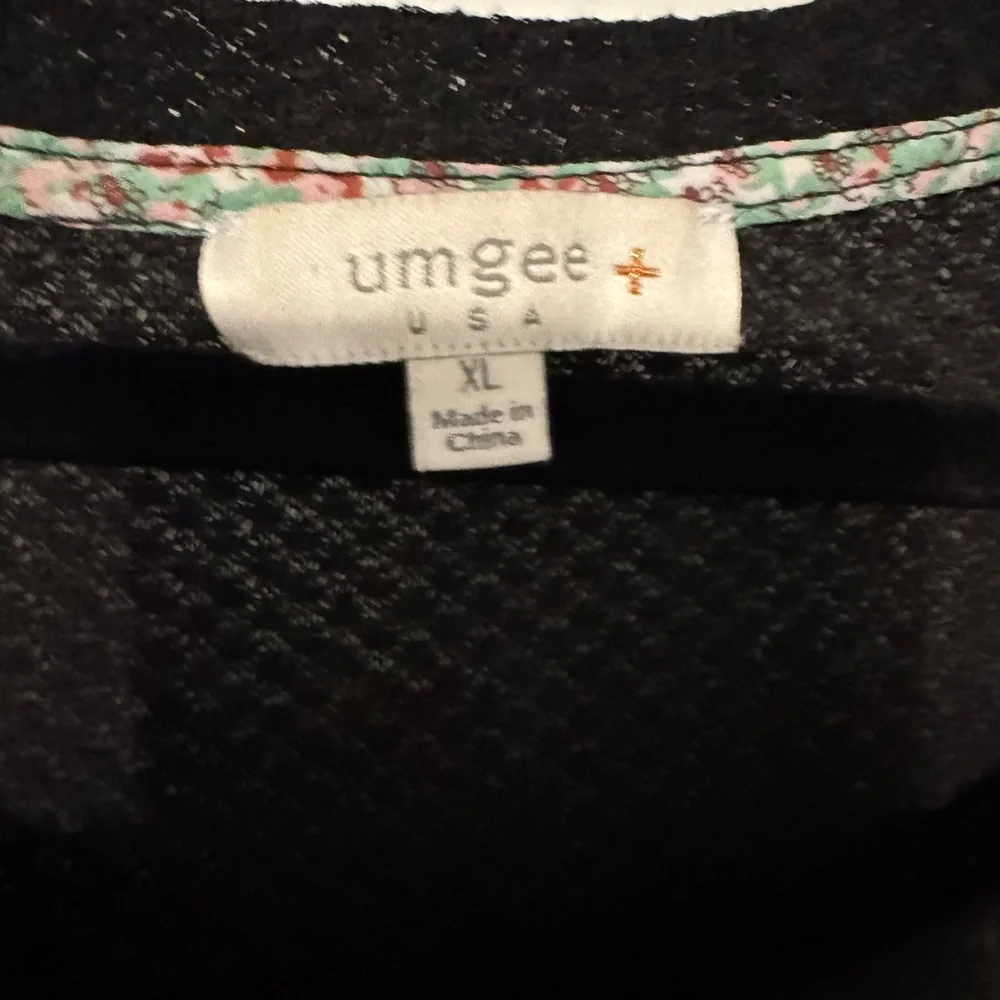 umgee +
USA
XL
Made in
China